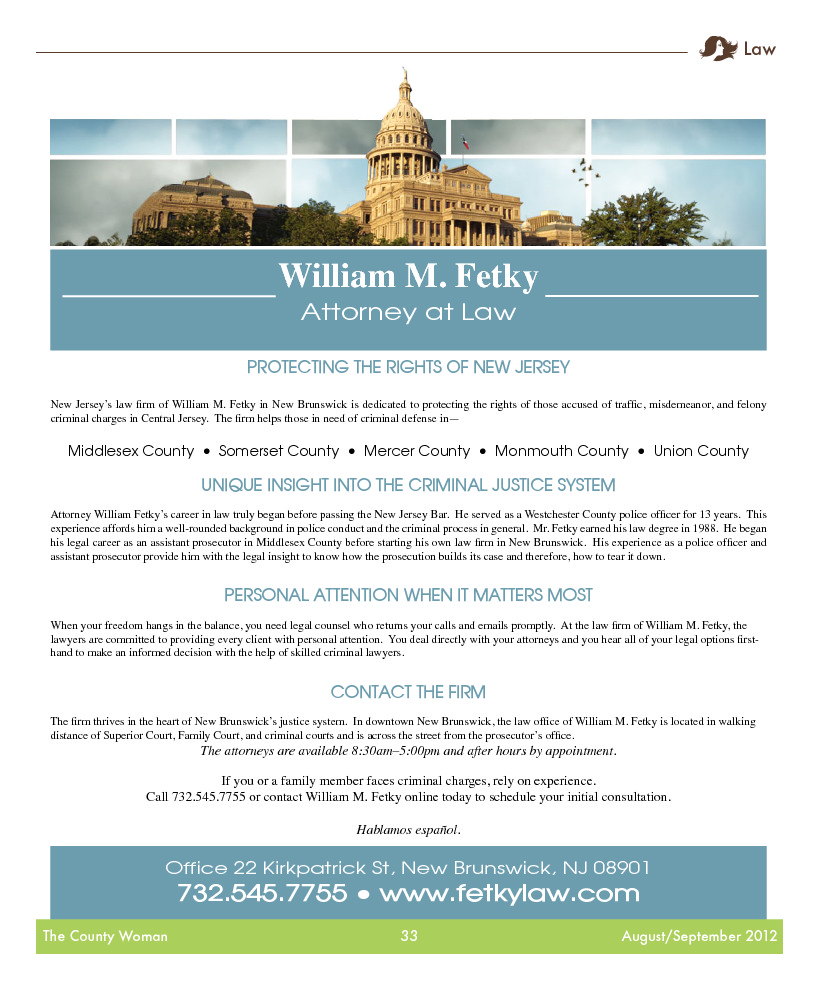 Law
William M. Fetky
Attorney at Law
PROTECTING THE RIGHTS OF NEW JERSEY
New Jersey's law firm of William M. Fetky in New Brunswick is dedicated to protecting the rights of those accused of traffic, misdemeanor, and felony
criminal charges in Central Jersey.  The firm helps those in need of criminal defense in—
Middlesex County • Somerset County • Mercer County • Monmouth County • Union County
UNIQUE INSIGHT INTO THE CRIMINAL JUSTICE SYSTEM
Attorney William Fetky's career in law truly began before passing the New Jersey Bar.  He served as a Westchester County police officer for 13 years.  This
experience affords him a well-rounded background in police conduct and the criminal process in general.  Mr. Fetky earned his law degree in 1988.  He began
his legal career as an assistant prosecutor in Middlesex County before starting his own law firm in New Brunswick.  His experience as a police officer and
assistant prosecutor provide him with the legal insight to know how the prosecution builds its case and therefore, how to tear it down.
PERSONAL ATTENTION WHEN IT MATTERS MOST
When your freedom hangs in the balance, you need legal counsel who returns your calls and emails promptly.  At the law firm of William M. Fetky, the
lawyers are committed to providing every client with personal attention.  You deal directly with your attorneys and you hear all of your legal options first-
hand to make an informed decision with the help of skilled criminal lawyers.
CONTACT THE FIRM
The firm thrives in the heart of New Brunswick's justice system.  In downtown New Brunswick, the law office of William M. Fetky is located in walking
distance of Superior Court, Family Court, and criminal courts and is across the street from the prosecutor's office.
The attorneys are available 8:30am–5:00pm and after hours by appointment.
If you or a family member faces criminal charges, rely on experience.
Call 732.545.7755 or contact William M. Fetky online today to schedule your initial consultation.
Hablamos español.
Office 22 Kirkpatrick St, New Brunswick, NJ 08901
732.545.7755 • www.fetkylaw.com
The County Woman 33 August/September 2012